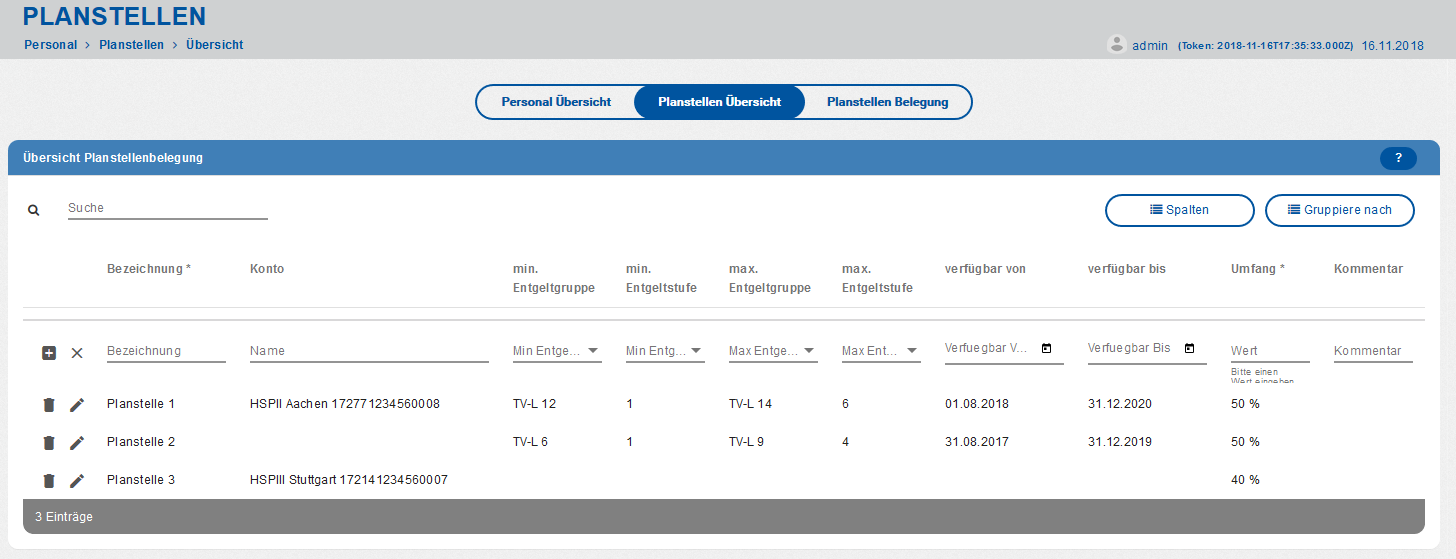 PLANSTELLEN
Personal > Planstellen > Übersicht
admin (Token: 2018-11-16T17:35:33.000Z) 16.11.2018
Personal Übersicht Planstellen Übersicht Planstellen Belegung
Übersicht Planstellenbelegung ?
Suche Spalten Gruppiere nach
Bezeichnung * Konto min. min. max. max. verfügbar von verfügbar bis Umfang * Kommentar
Entgeltgruppe Entgeltstufe Entgeltgruppe Entgeltstufe
Bezeichnung Name Min Entge... Min Entg... Max Entge... Max Ent... Verfuegbar V... Verfuegbar Bis Wert Kommentar
Bitte einen
Wert eingeben
Planstelle 1 HSPII Aachen 172771234560008 TV-L 12 1 TV-L 14 6 01.08.2018 31.12.2020 50 %
Planstelle 2 TV-L 6 1 TV-L 9 4 31.08.2017 31.12.2019 50 %
Planstelle 3 HSPIII Stuttgart 172141234560007 40 %
3 Einträge